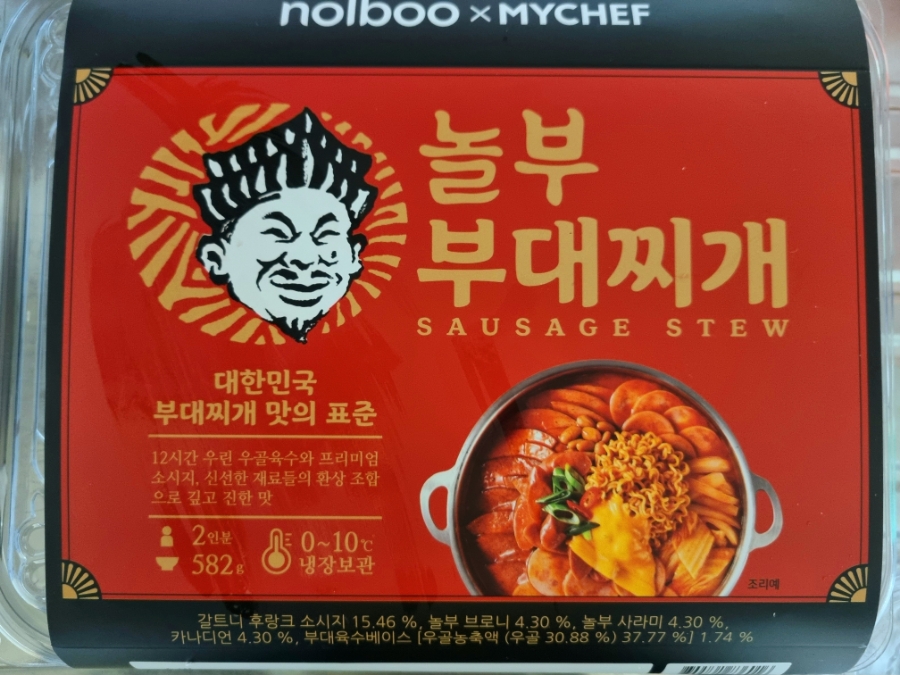 nolboo x MYCHEF
놀부
부대찌개
SAUSAGE STEW
대한민국
부대찌개 맛의 표준
12시간 우린 우골육수와 프리미엄
소시지, 신선한 재료들의 환상 조합
으로 깊고 진한 맛
2인분
582g
0~10℃
냉장보관
조리예
갈트니 후랑크 소시지 15.46 %, 놀부 브로니 4.30 %, 놀부 사라미 4.30 %,
카나디언 4.30 %, 부대육수베이스 [우골농축액 (우골 30.88 %) 37.77 %] 1.74 %